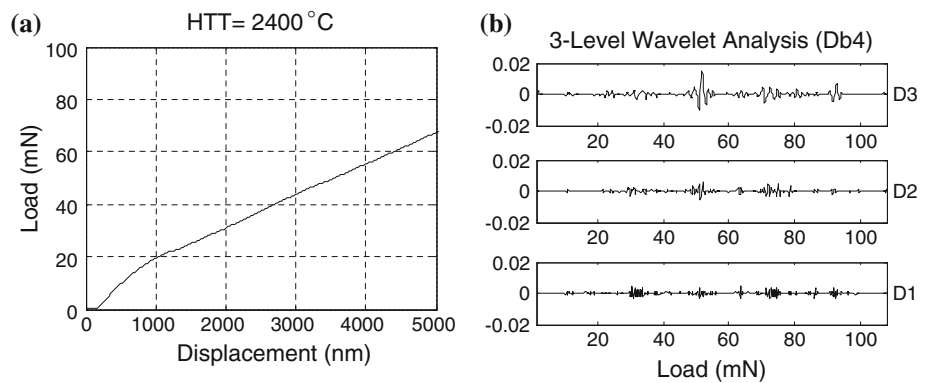 (a)
HTT= 2400 °C
100
80
60
40
20
0
0 1000 2000 3000 4000 5000
Load (mN)
Displacement (nm)
(b)
3-Level Wavelet Analysis (Db4)
0.02
0
-0.02
D3
20 40 60 80 100
0.02
0
-0.02
D2
20 40 60 80 100
0.02
0
-0.02
D1
20 40 60 80 100
Load (mN)